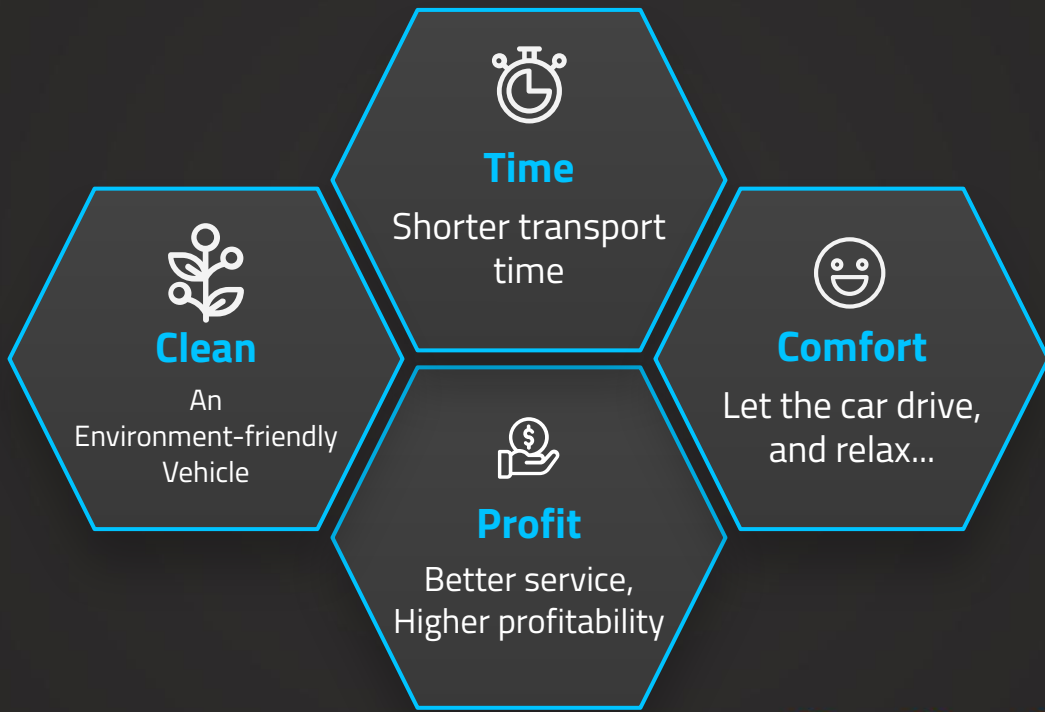 Time
Shorter transport
time
Clean
An
Environment-friendly
Vehicle
Comfort
Let the car drive,
and relax...
Profit
Better service,
Higher profitability